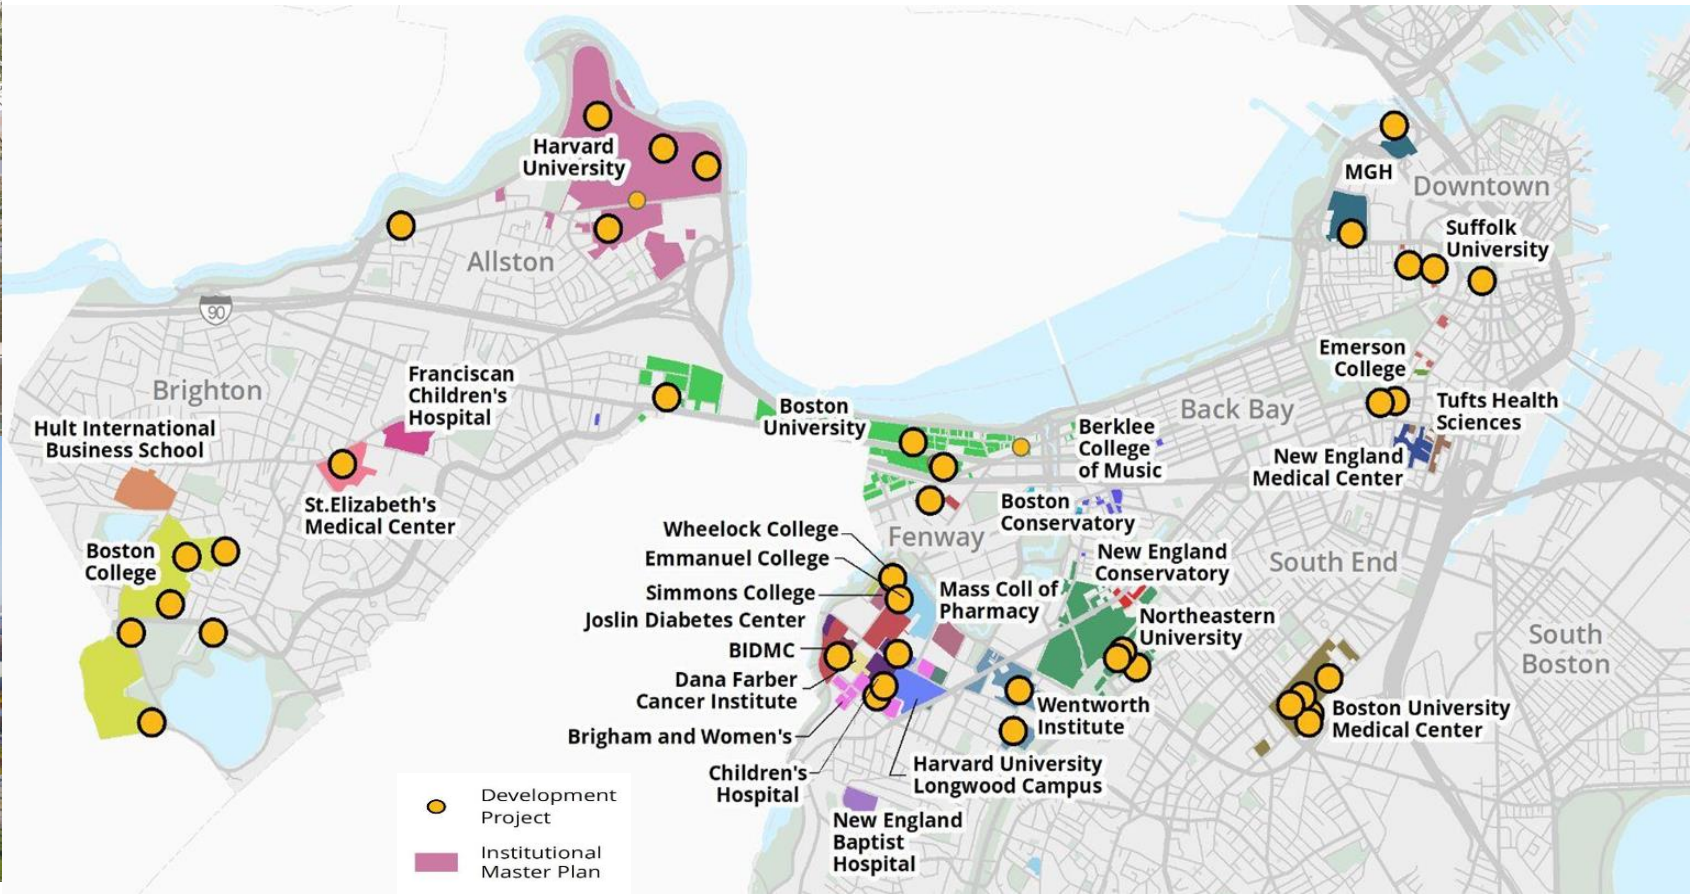 Harvard
University
MGH
Downtown
Suffolk
University
Allston
90
Brighton
Franciscan
Children's
Hospital
Hult International
Business School
St.Elizabeth's
Medical Center
Boston
College
Boston
University
Berklee
College
of Music
Back Bay
Emerson
College
Tufts Health
Sciences
New England
Medical Center
Boston
Conservatory
Fenway
South End
South
Boston
Wheelock College
Emmanuel College
Simmons College
Joslin Diabetes Center
BIDMC
Dana Farber
Cancer Institute
Brigham and Women's
Children's
Hospital
Mass Coll of
Pharmacy
New England
Conservatory
Northeastern
University
Wentworth
Institute
Harvard University
Longwood Campus
Boston University
Medical Center
New England
Baptist
Hospital
Development
Project
Institutional
Master Plan